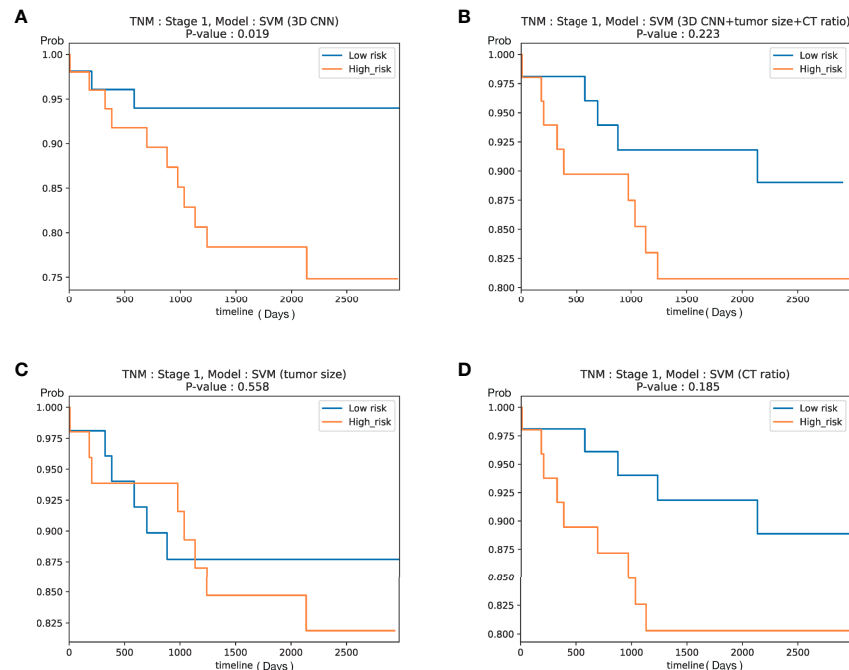 A
TNM : Stage 1, Model : SVM (3D CNN)
P-value : 0.019
Prob
Low risk
High_risk
1.00
0.95
0.90
0.85
0.80
0.75
0 500 1000 1500 2000 2500
timeline (Days)
B
TNM : Stage 1, Model : SVM (3D CNN+tumor size+CT ratio)
P-value : 0.223
Prob
Low risk
High_risk
1.000
0.975
0.950
0.925
0.900
0.875
0.850
0.825
0.800
0 500 1000 1500 2000 2500
timeline (Days)
C
TNM : Stage 1, Model : SVM (tumor size)
P-value : 0.558
Prob
Low risk
High_risk
1.000
0.975
0.950
0.925
0.900
0.875
0.850
0.825
0 500 1000 1500 2000 2500
timeline (Days)
D
TNM : Stage 1, Model : SVM (CT ratio)
P-value : 0.185
Prob
Low risk
High_risk
1.000
0.975
0.950
0.925
0.900
0.875
0.850
0.825
0.800
0 500 1000 1500 2000 2500
timeline (Days)